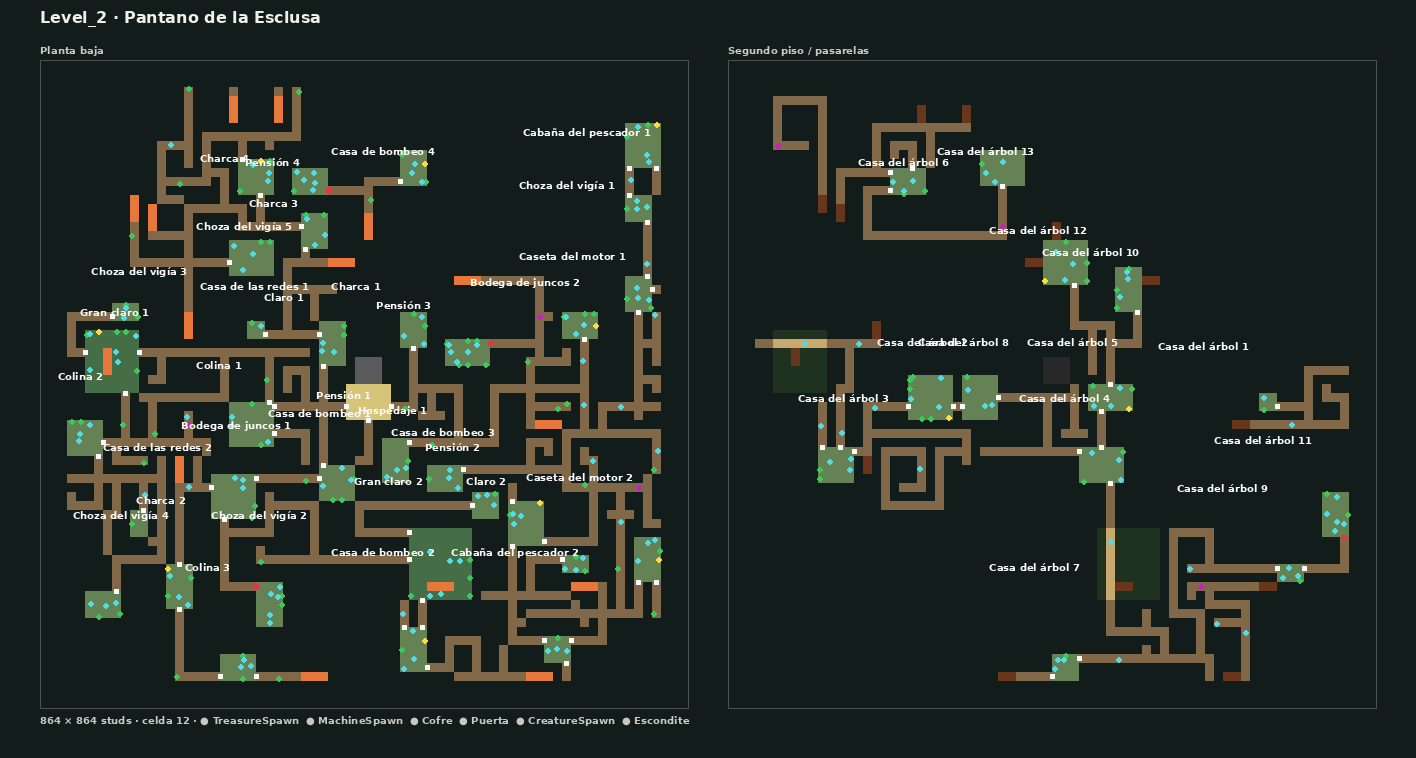 Level_2 · Pantano de la Esclusa
Planta baja
Segundo piso / pasarelas
Cabaña del pescador 1
Casa de bombeo 4
Pensión 4
Choza del vigía 1
Charca 3
Choza del vigía 5
Caseta del motor 1
Choza del vigía 3
Bodega de juncos 2
Casa de las redes 1
Charca 1
Claro 1
Pensión 3
Gran claro 1
Colina 1
Colina 2
Pensión 1
Hospedaje 1
Bodega de juncos 1
Casa de bombeo 3
Casa de las redes 2
Pensión 2
Gran claro 2
Claro 2
Caseta del motor 2
Charca 2
Choza del vigía 4
Choza del vigía 2
Casa de bombeo 2
Cabaña del pescador 2
Colina 3
Casa del árbol 13
Casa del árbol 6
Casa del árbol 12
Casa del árbol 10
Casa del árbol 8
Casa del árbol 5
Casa del árbol 1
Casa del árbol 3
Casa del árbol 4
Casa del árbol 11
Casa del árbol 9
Casa del árbol 7
864 × 864 studs · celda 12 · ● TreasureSpawn ● MachineSpawn ● Cofre ● Puerta ● CreatureSpawn ● Escondite